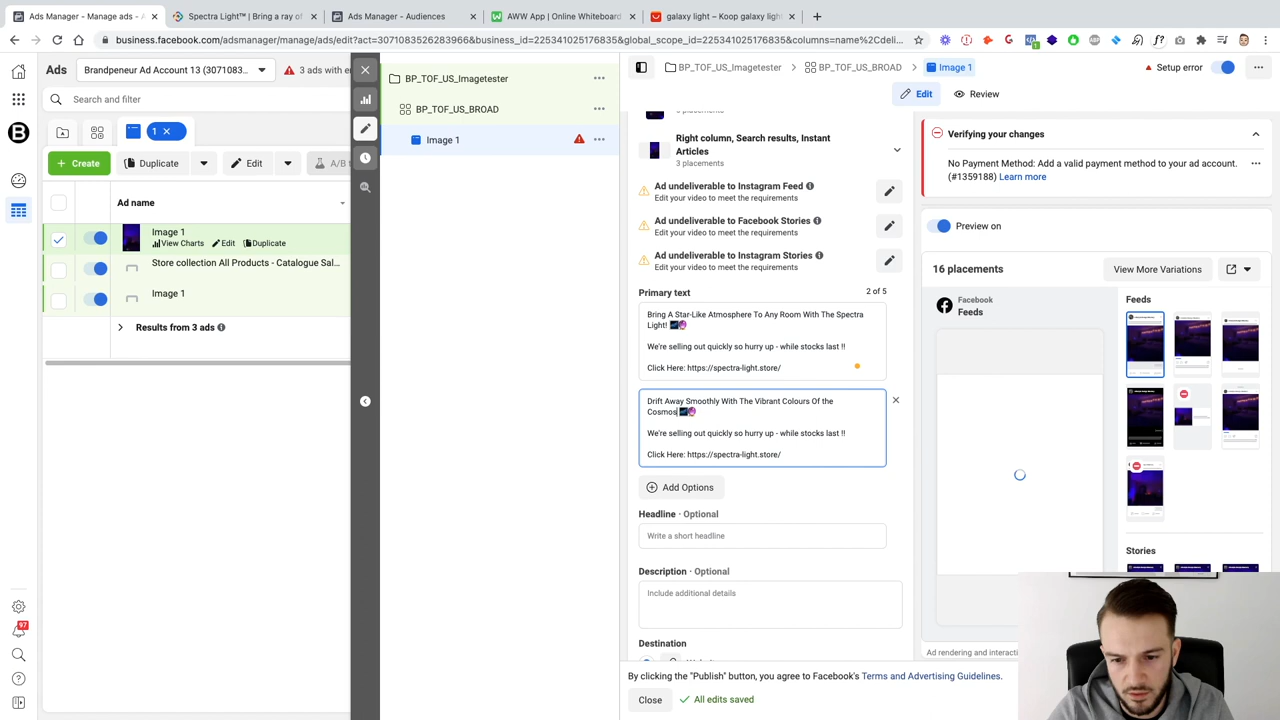 Ads Manager - Manage ads - A
Spectra Light™ | Bring a ray of
Ads Manager - Audiences
AWW App | Online Whiteboard
galaxy light – Koop galaxy light
business.facebook.com/adsmanager/manage/ads/edit?act=3071083526283966&business_id=225341025176835&global_scope_id=225341025176835&columns=name%2Cdeli
Ads
Brandpeneur Ad Account 13 (3071083...
3 ads with e
Search and filter
1
Create
Duplicate
Edit
A/B t
Ad name
Image 1
View Charts Edit Duplicate
Store collection All Products - Catalogue Sal...
Image 1
Results from 3 ads
97
BP_TOF_US_Imagetester
BP_TOF_US_BROAD
Image 1
BP_TOF_US_Imagetester
BP_TOF_US_BROAD
Image 1
Setup error
Edit
Review
Right column, Search results, Instant
Articles
3 placements
Ad undeliverable to Instagram Feed
Edit your video to meet the requirements
Ad undeliverable to Facebook Stories
Edit your video to meet the requirements
Ad undeliverable to Instagram Stories
Edit your video to meet the requirements
Primary text
2 of 5
Bring A Star-Like Atmosphere To Any Room With The Spectra
Light! 🌌🔮
We're selling out quickly so hurry up - while stocks last !!
Click Here: https://spectra-light.store/
Drift Away Smoothly With The Vibrant Colours Of the
Cosmos🌌🔮
We're selling out quickly so hurry up - while stocks last !!
Click Here: https://spectra-light.store/
Add Options
Headline · Optional
Write a short headline
Description · Optional
Include additional details
Destination
By clicking the "Publish" button, you agree to Facebook's Terms and Advertising Guidelines.
Close
All edits saved
Verifying your changes
No Payment Method: Add a valid payment method to your ad account.
(#1359188) Learn more
Preview on
16 placements
View More Variations
Facebook
Feeds
Feeds
Stories
Ad rendering and interacti